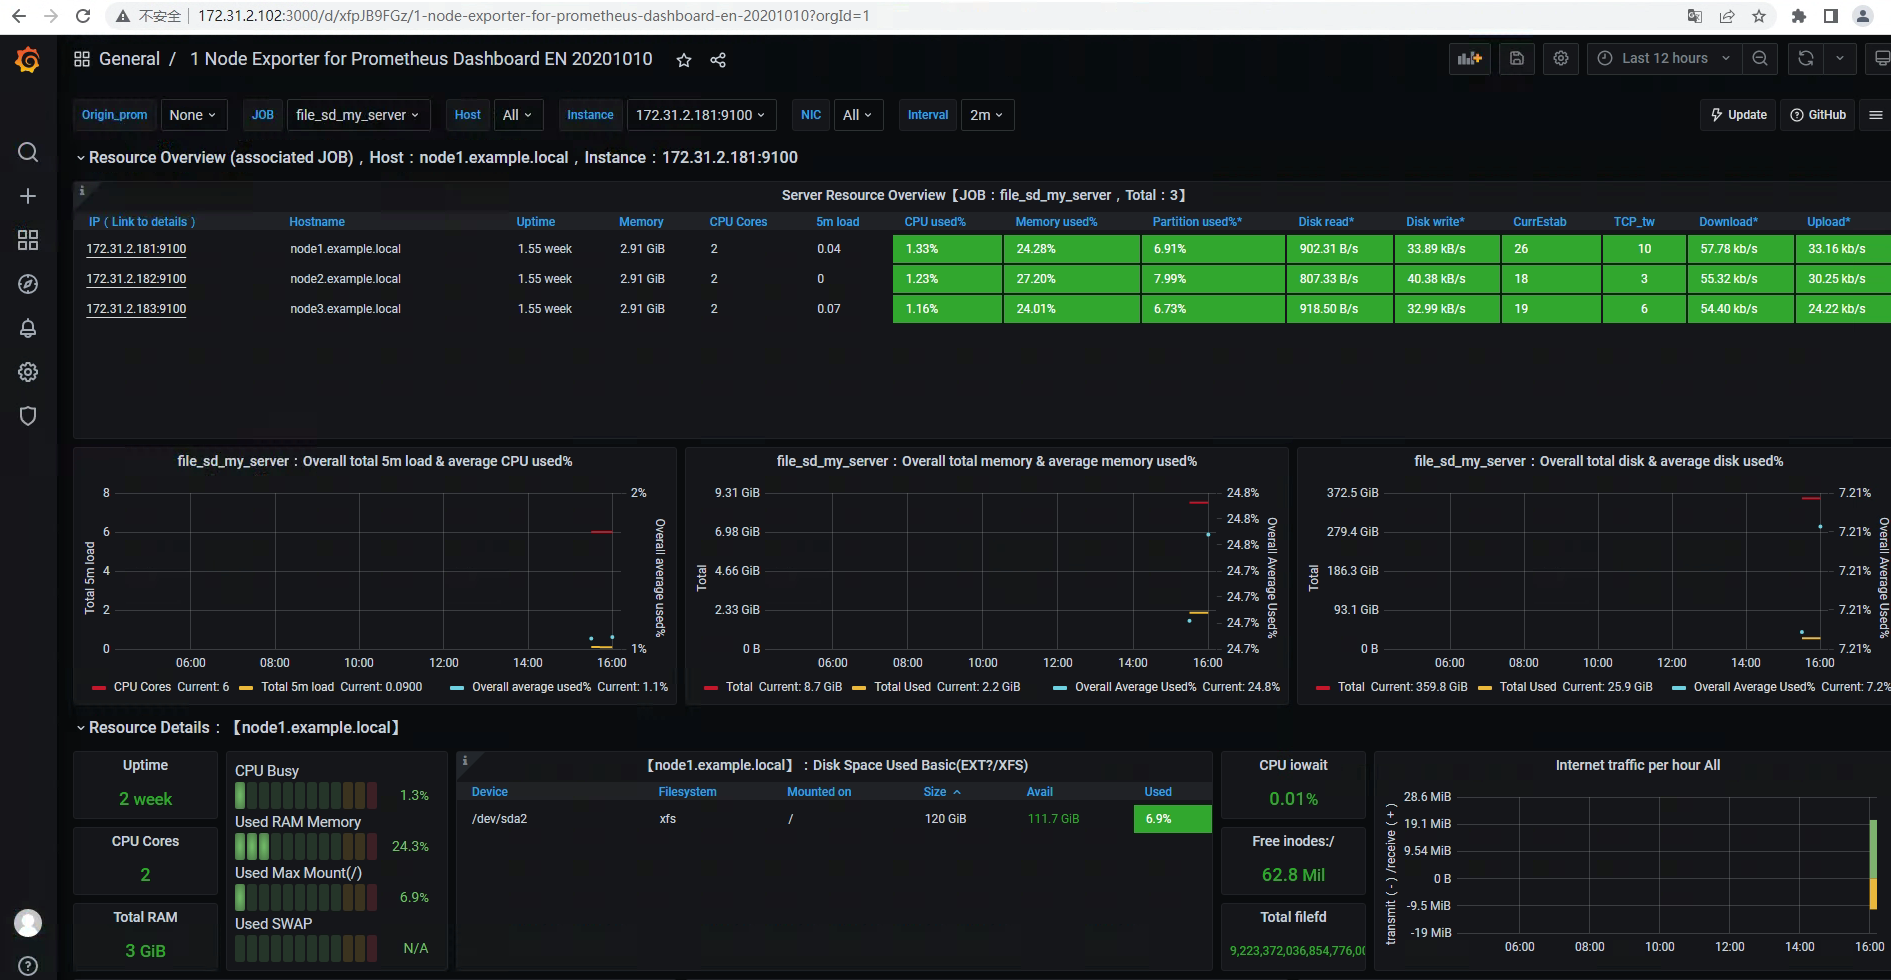 不安全 172.31.2.102:3000/d/xfpJB9FGz/1-node-exporter-for-prometheus-dashboard-en-20201010?orgId=1
General / 1 Node Exporter for Prometheus Dashboard EN 20201010 Last 12 hours
Origin_prom None JOB file_sd_my_server Host All Instance 172.31.2.181:9100 NIC All Interval 2m Update GitHub
Resource Overview (associated JOB)，Host：node1.example.local，Instance：172.31.2.181:9100
Server Resource Overview【JOB：file_sd_my_server，Total：3】
IP（Link to details） Hostname Uptime Memory CPU Cores 5m load CPU used% Memory used% Partition used%* Disk read* Disk write* CurrEstab TCP_tw Download* Upload*
172.31.2.181:9100 node1.example.local 1.55 week 2.91 GiB 2 0.04 1.33% 24.28% 6.91% 902.31 B/s 33.89 kB/s 26 10 57.78 kb/s 33.16 kb/s
172.31.2.182:9100 node2.example.local 1.55 week 2.91 GiB 2 0 1.23% 27.20% 7.99% 807.33 B/s 40.38 kB/s 18 3 55.32 kb/s 30.25 kb/s
172.31.2.183:9100 node3.example.local 1.55 week 2.91 GiB 2 0.07 1.16% 24.01% 6.73% 918.50 B/s 32.99 kB/s 19 6 54.40 kb/s 24.22 kb/s
file_sd_my_server：Overall total 5m load & average CPU used%
Total 5m load
8
6
4
2
0
2%
1%
Overall average used%
06:00 08:00 10:00 12:00 14:00 16:00
CPU Cores Current: 6 Total 5m load Current: 0.0900 Overall average used% Current: 1.1%
file_sd_my_server：Overall total memory & average memory used%
Total
9.31 GiB
6.98 GiB
4.66 GiB
2.33 GiB
0 B
24.8%
24.8%
24.8%
24.7%
24.7%
24.7%
24.7%
Overall Average Used%
06:00 08:00 10:00 12:00 14:00 16:00
Total Current: 8.7 GiB Total Used Current: 2.2 GiB Overall Average Used% Current: 24.8%
file_sd_my_server：Overall total disk & average disk used%
Total
372.5 GiB
279.4 GiB
186.3 GiB
93.1 GiB
0 B
7.21%
7.21%
7.21%
7.21%
7.21%
Overall Average Used%
06:00 08:00 10:00 12:00 14:00 16:00
Total Current: 359.8 GiB Total Used Current: 25.9 GiB Overall Average Used% Current: 7.2%
Resource Details：【node1.example.local】
Uptime
2 week
CPU Cores
2
Total RAM
3 GiB
CPU Busy
1.3%
Used RAM Memory
24.3%
Used Max Mount(/)
6.9%
Used SWAP
N/A
【node1.example.local】：Disk Space Used Basic(EXT?/XFS)
Device Filesystem Mounted on Size Avail Used
/dev/sda2 xfs / 120 GiB 111.7 GiB 6.9%
CPU iowait
0.01%
Free inodes:/
62.8 Mil
Total filefd
9,223,372,036,854,776,00
Internet traffic per hour All
transmit（-）/receive（+）
28.6 MiB
19.1 MiB
9.54 MiB
0 B
-9.5 MiB
-19 MiB
06:00 08:00 10:00 12:00 14:00 16:00